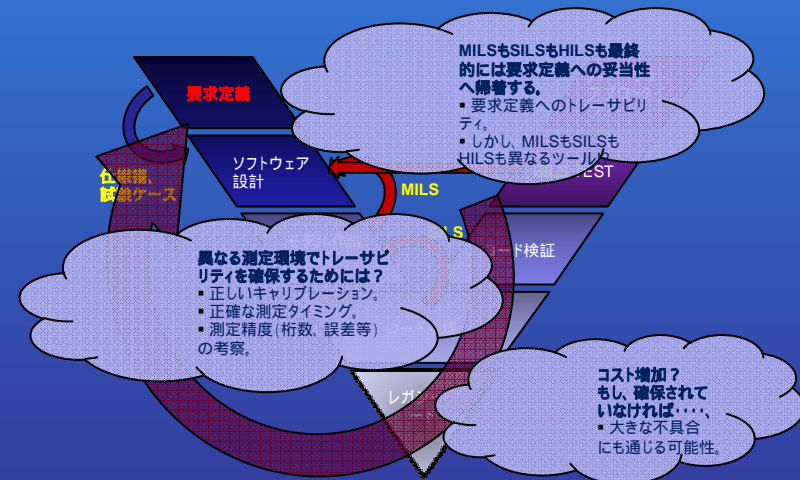 要求定義
MILSもSILSもHILSも最終
的には要求定義への妥当性
へ帰着する。
▪ 要求定義へのトレーサビリ
ティ。
▪ しかし、MILSもSILSも
HILSも異なるツールや
ソフトウェア
設計
仕様書、
試験ケース
MILS
TEST
コード検証
異なる測定環境でトレーサビ
リティを確保するためには？
▪ 正しいキャリブレーション。
▪ 正確な測定タイミング。
▪ 測定精度(桁数、誤差等)
の考察。
コスト増加？
もし、確保されて
いなければ････、
▪ 大きな不具合
にも通じる可能性。
レガ